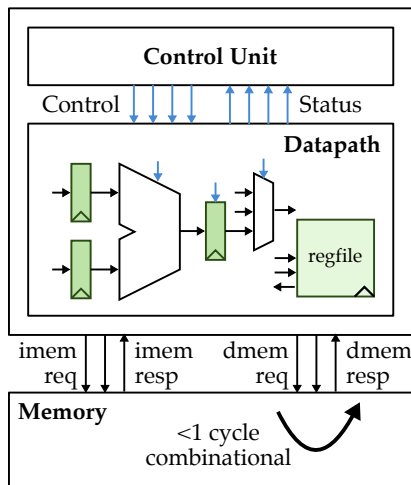 Control Unit
Control
Status
Datapath
regfile
imem
req
imem
resp
dmem
req
dmem
resp
Memory
<1 cycle
combinational